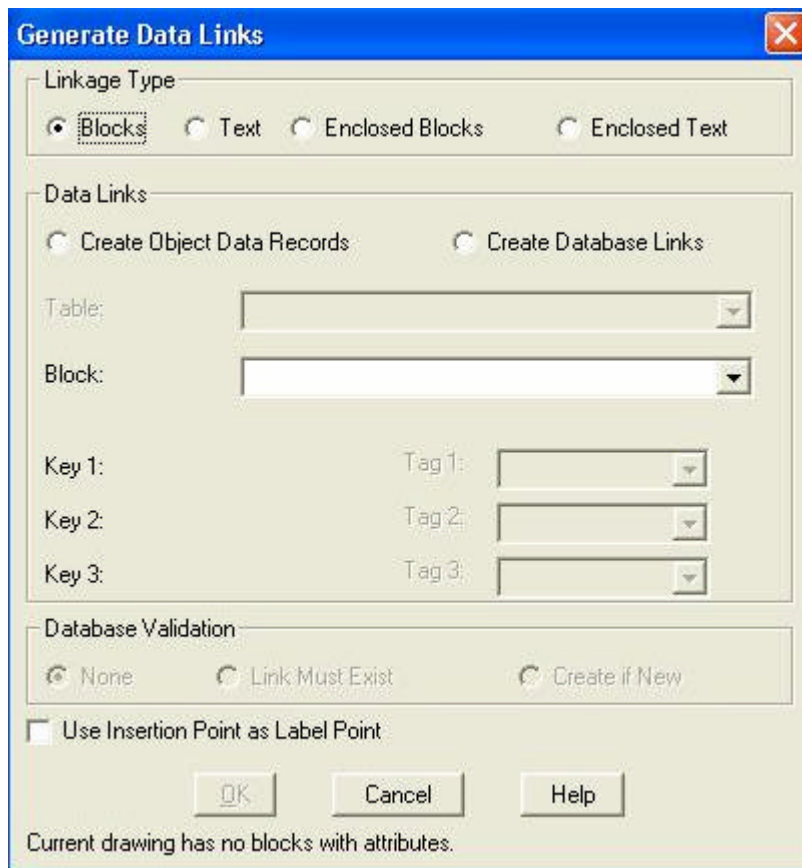 Generate Data Links
Linkage Type
Blocks Text Enclosed Blocks Enclosed Text
Data Links
Create Object Data Records Create Database Links
Table:
Block:
Key 1: Tag 1:
Key 2: Tag 2:
Key 3: Tag 3:
Database Validation
None Link Must Exist Create if New
Use Insertion Point as Label Point
OK Cancel Help
Current drawing has no blocks with attributes.